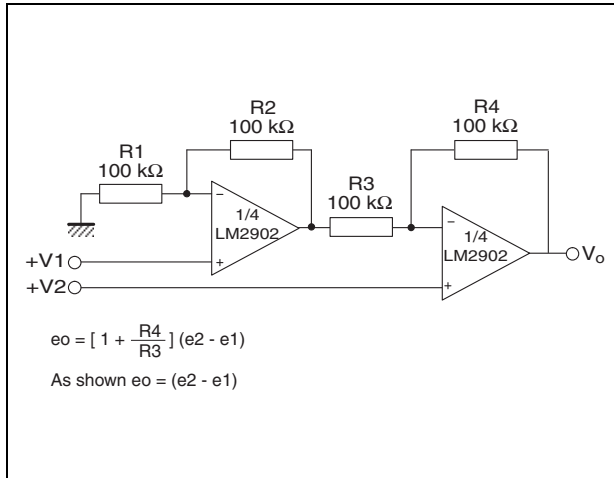 R2
100 kΩ
R4
100 kΩ
R1
100 kΩ
R3
100 kΩ
1/4
LM2902
1/4
LM2902
+V1
+V2
Vo
eo = [ 1 + R4/R3 ] (e2 - e1)
As shown eo = (e2 - e1)